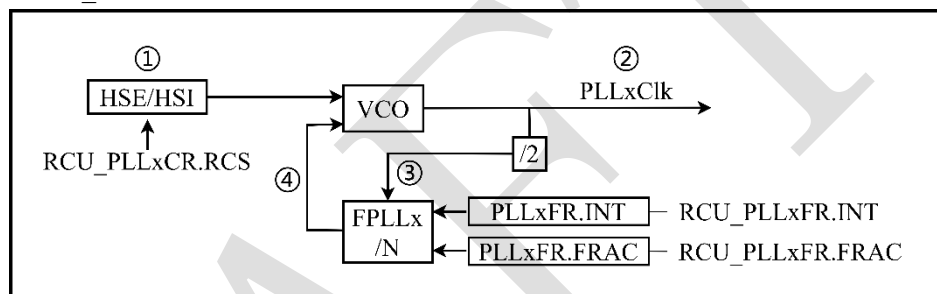 ① ②
HSE/HSI VCO PLLxClk
/2
RCU_PLLxCR.RCS ④ ③
FPLLx
/N
PLLxFR.INT RCU_PLLxFR.INT
PLLxFR.FRAC RCU_PLLxFR.FRAC